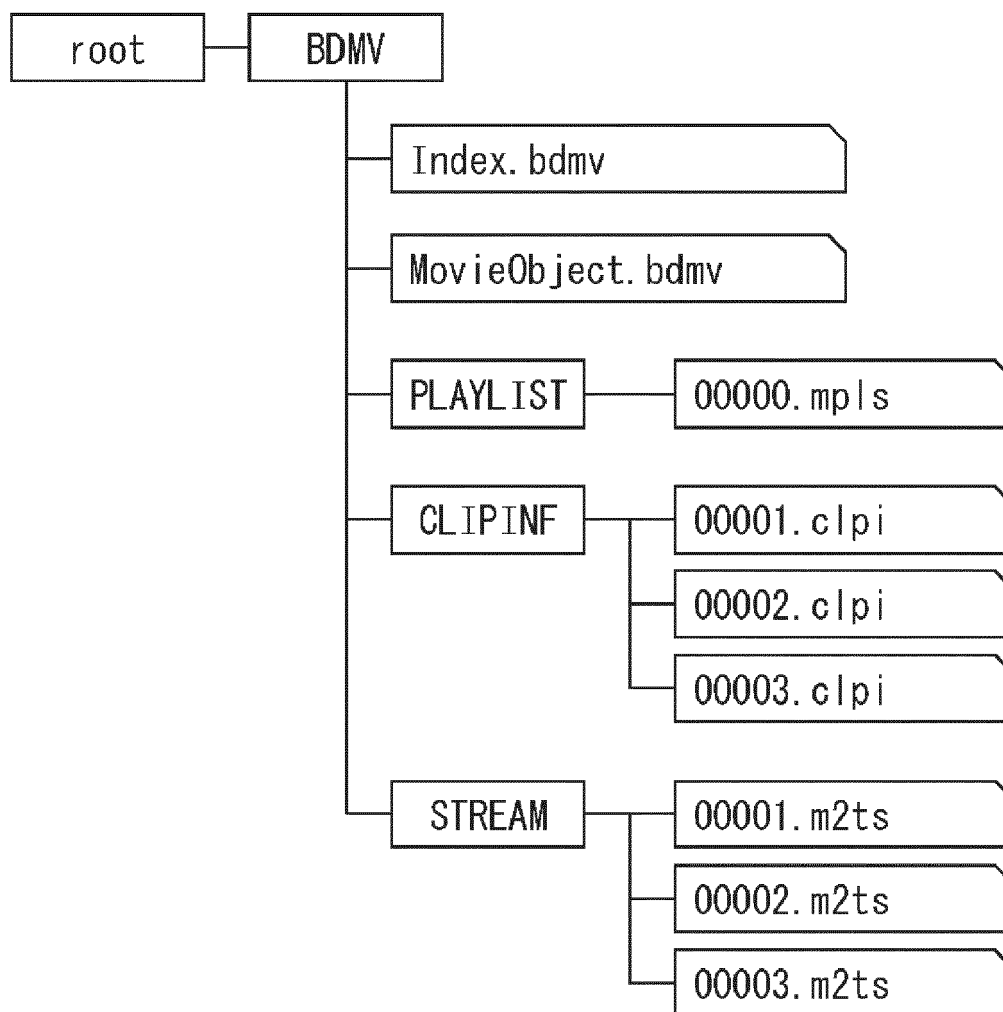 root
BDMV
Index.bdmv
MovieObject.bdmv
PLAYLIST
00000.mpls
CLIPINF
00001.clpi
00002.clpi
00003.clpi
STREAM
00001.m2ts
00002.m2ts
00003.m2ts